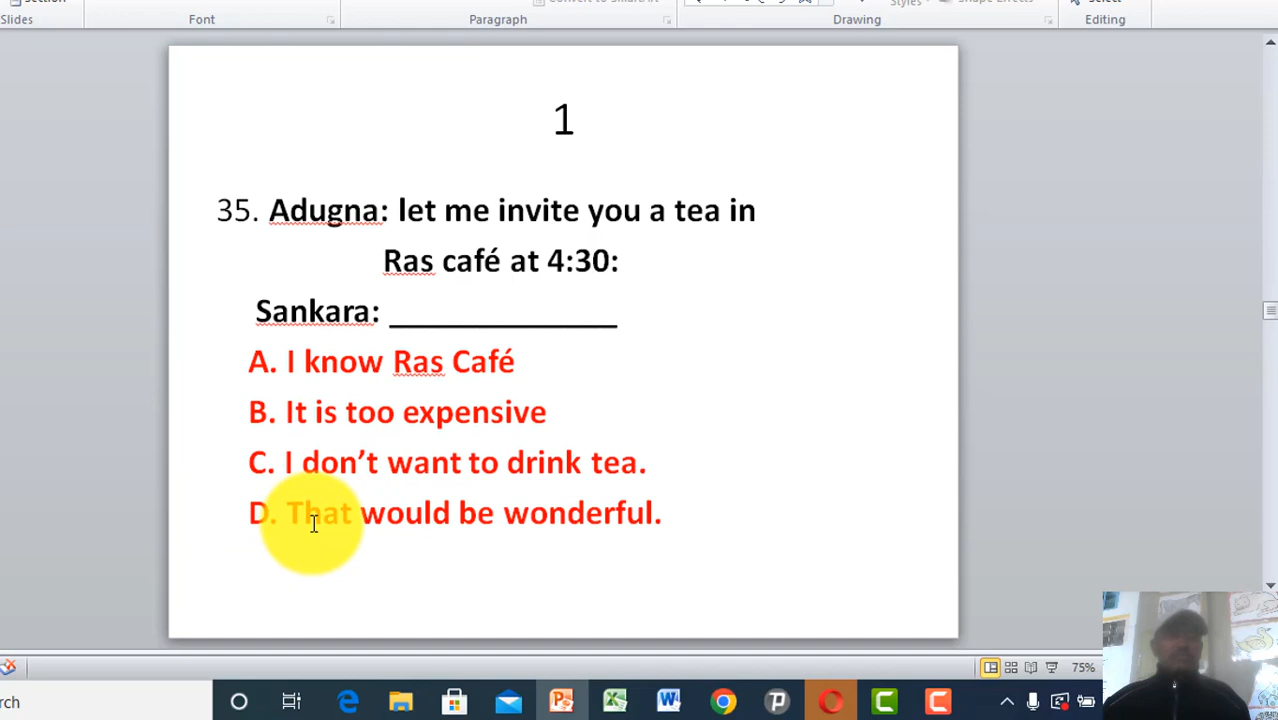 Slides
Font
Paragraph
Drawing
Editing
1
35. Adugna: let me invite you a tea in
Ras café at 4:30:
Sankara: ______________
A. I know Ras Café
B. It is too expensive
C. I don’t want to drink tea.
D. That would be wonderful.
75%
rch